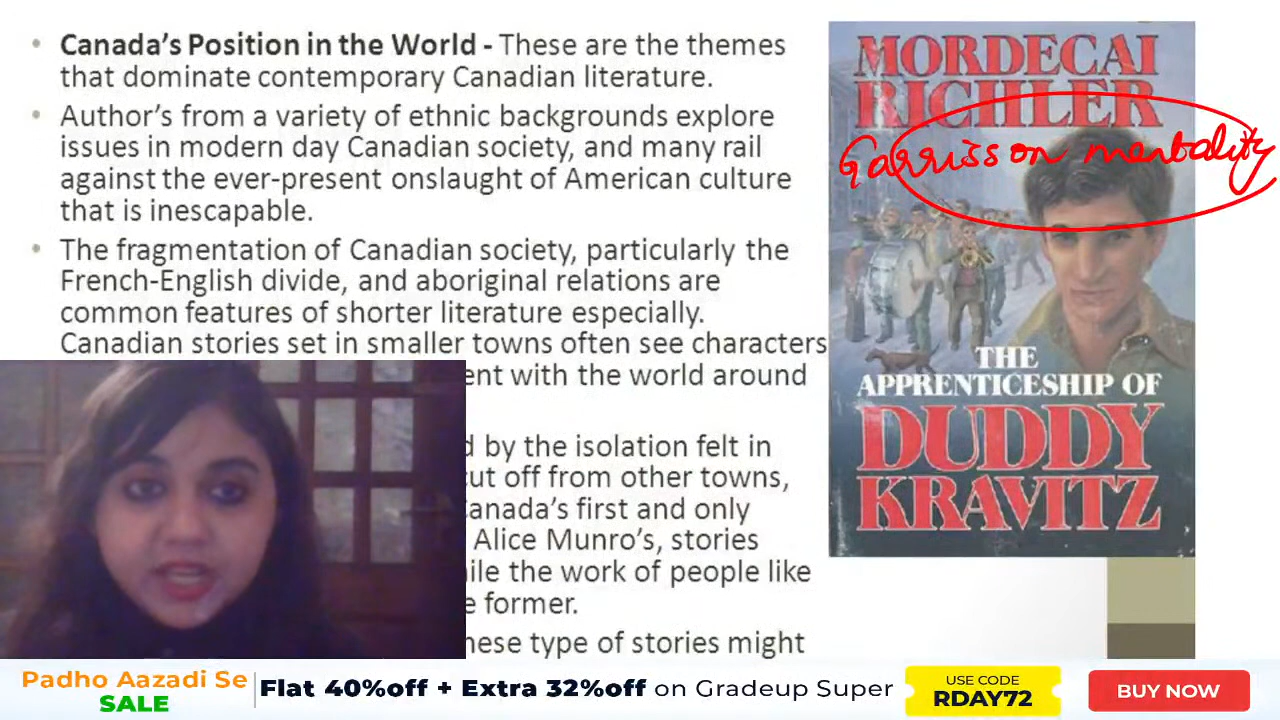 • Canada's Position in the World - These are the themes
that dominate contemporary Canadian literature.
• Author's from a variety of ethnic backgrounds explore
issues in modern day Canadian society, and many rail
against the ever-present onslaught of American culture
that is inescapable.
• The fragmentation of Canadian society, particularly the
French-English divide, and aboriginal relations are
common features of shorter literature especially.
Canadian stories set in smaller towns often see characters
ent with the world around
d by the isolation felt in
cut off from other towns,
Canada's first and only
Alice Munro's, stories
ile the work of people like
e former.
hese type of stories might
MORDECAI
RICHLER
Garrisson mentality
THE
APPRENTICESHIP OF
DUDDY
KRAVITZ
Padho Aazadi Se
SALE
Flat 40%off + Extra 32%off on Gradeup Super
USE CODE
RDAY72
BUY NOW